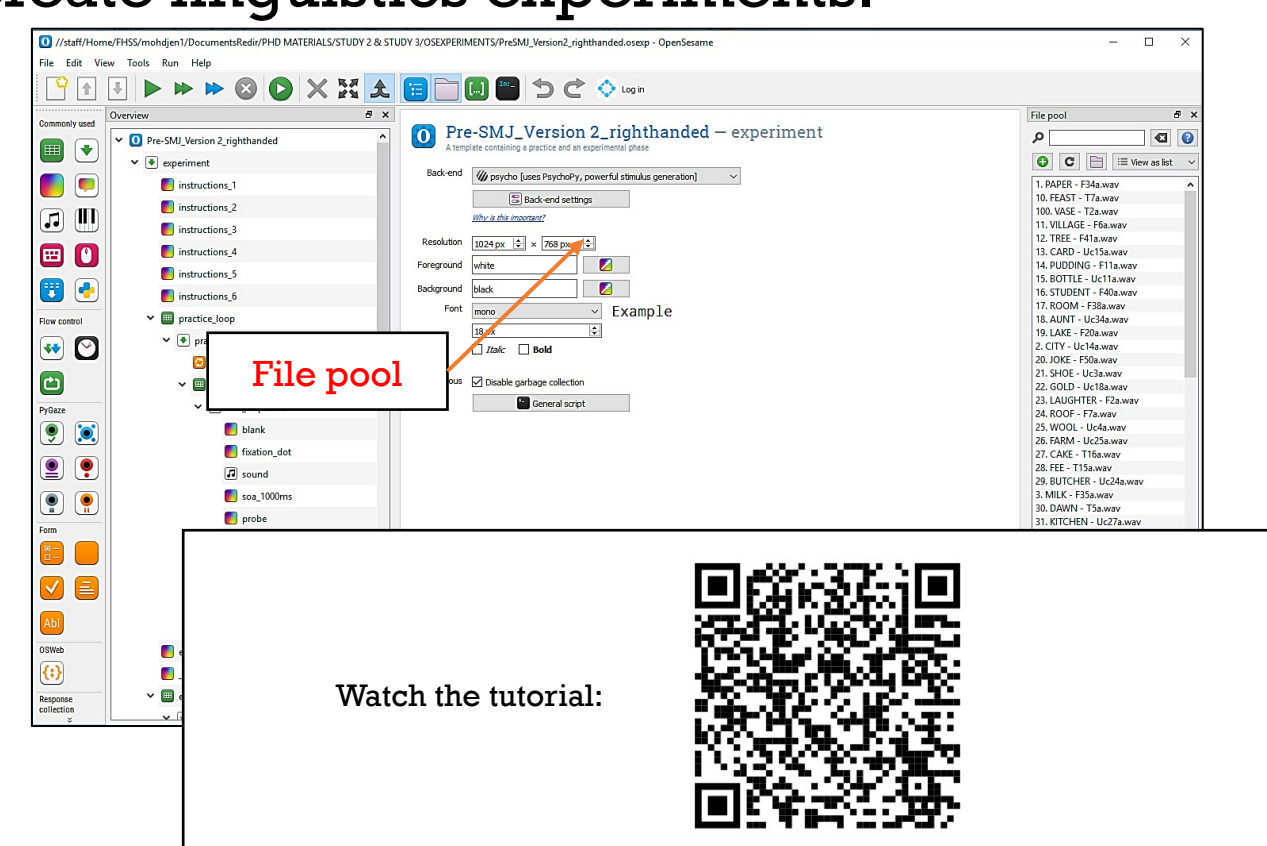 create linguistics experiments.
//staff/Home/FHSS/mohdjen1/DocumentsRedir/PHD MATERIALS/STUDY 2 & STUDY 3/OSEXPERIMENTS/PreSMJ_Version2_righthanded.osexp - OpenSesame
File Edit View Tools Run Help
Log in
Commonly used
Flow control
PyGaze
Form
Abl
OSWeb
Response
collection
Overview
Pre-SMJ_Version 2_righthanded
experiment
instructions_1
instructions_2
instructions_3
instructions_4
instructions_5
instructions_6
practice_loop
blank
fixation_dot
sound
soa_1000ms
probe
Pre-SMJ_Version 2_righthanded — experiment
A template containing a practice and an experimental phase
Back-end psycho [uses PsychoPy, powerful stimulus generation]
Back-end settings
Why is this important?
Resolution 1024 px × 768 px
Foreground white
Background black
Font mono Example
18 px
Italic Bold
Disable garbage collection
General script
File pool
File pool
View as list
1. PAPER - F34a.wav
10. FEAST - T7a.wav
100. VASE - T2a.wav
11. VILLAGE - F6a.wav
12. TREE - F41a.wav
13. CARD - Uc15a.wav
14. PUDDING - F11a.wav
15. BOTTLE - Uc11a.wav
16. STUDENT - F40a.wav
17. ROOM - F38a.wav
18. AUNT - Uc34a.wav
19. LAKE - F20a.wav
2. CITY - Uc14a.wav
20. JOKE - F50a.wav
21. SHOE - Uc3a.wav
22. GOLD - Uc18a.wav
23. LAUGHTER - F2a.wav
24. ROOF - F7a.wav
25. WOOL - Uc4a.wav
26. FARM - Uc25a.wav
27. CAKE - T16a.wav
28. FEE - T15a.wav
29. BUTCHER - Uc24a.wav
3. MILK - F35a.wav
30. DAWN - T5a.wav
31. KITCHEN - Uc27a.wav
Watch the tutorial: